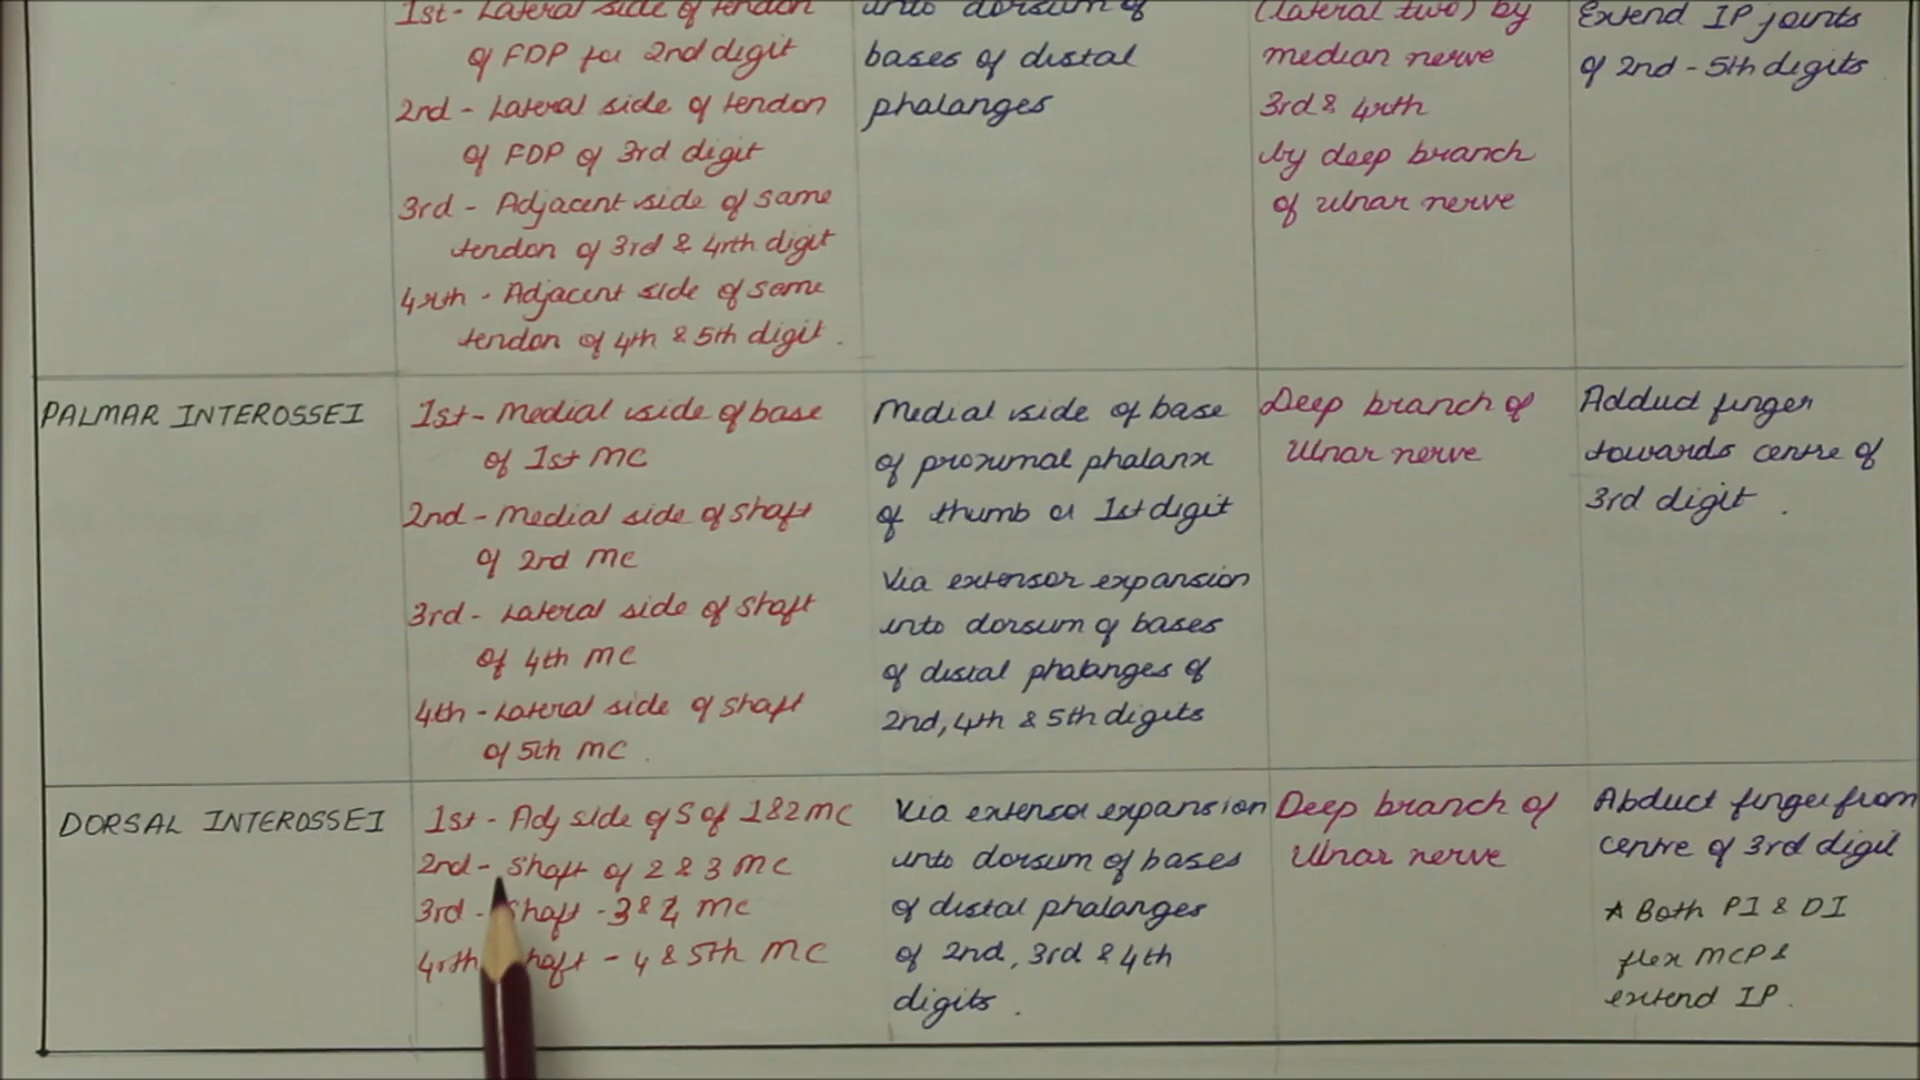 1st - Lateral side of tendon
of FDP for 2nd digit
2nd - Lateral side of tendon
of FDP of 3rd digit
3rd - Adjacent side of same
tendon of 3rd & 4rth digit
4rth - Adjacent side of same
tendon of 4th & 5th digit.
into dorsum of
bases of distal
phalanges
(lateral two) by
median nerve
3rd & 4rth
by deep branch
of ulnar nerve
Extend IP joints
of 2nd - 5th digits
PALMAR INTEROSSEI
1st - Medial side of base
of 1st MC
2nd - Medial side of shaft
of 2rd MC
3rd - Lateral side of shaft
of 4th MC
4th - Lateral side of shaft
of 5th MC.
Medial side of base
of proximal phalanx
of thumb or 1st digit
Via extensor expansion
into dorsum of bases
of distal phalanges of
2nd, 4th & 5th digits
Deep branch of
Ulnar nerve
Adduct finger
towards centre of
3rd digit.
DORSAL INTEROSSEI
1st - Adj side of S of 1&2 MC
2nd - Shaft of 2 & 3 MC
3rd - Shaft - 3 & 4 MC
4rth shaft - 4 & 5th MC
Via extensor expansion
into dorsum of bases
of distal phalanges
of 2nd, 3rd & 4th
digits.
Deep branch of
Ulnar nerve
Abduct finger from
centre of 3rd digit
* Both PI & DI
flex MCP &
extend IP.